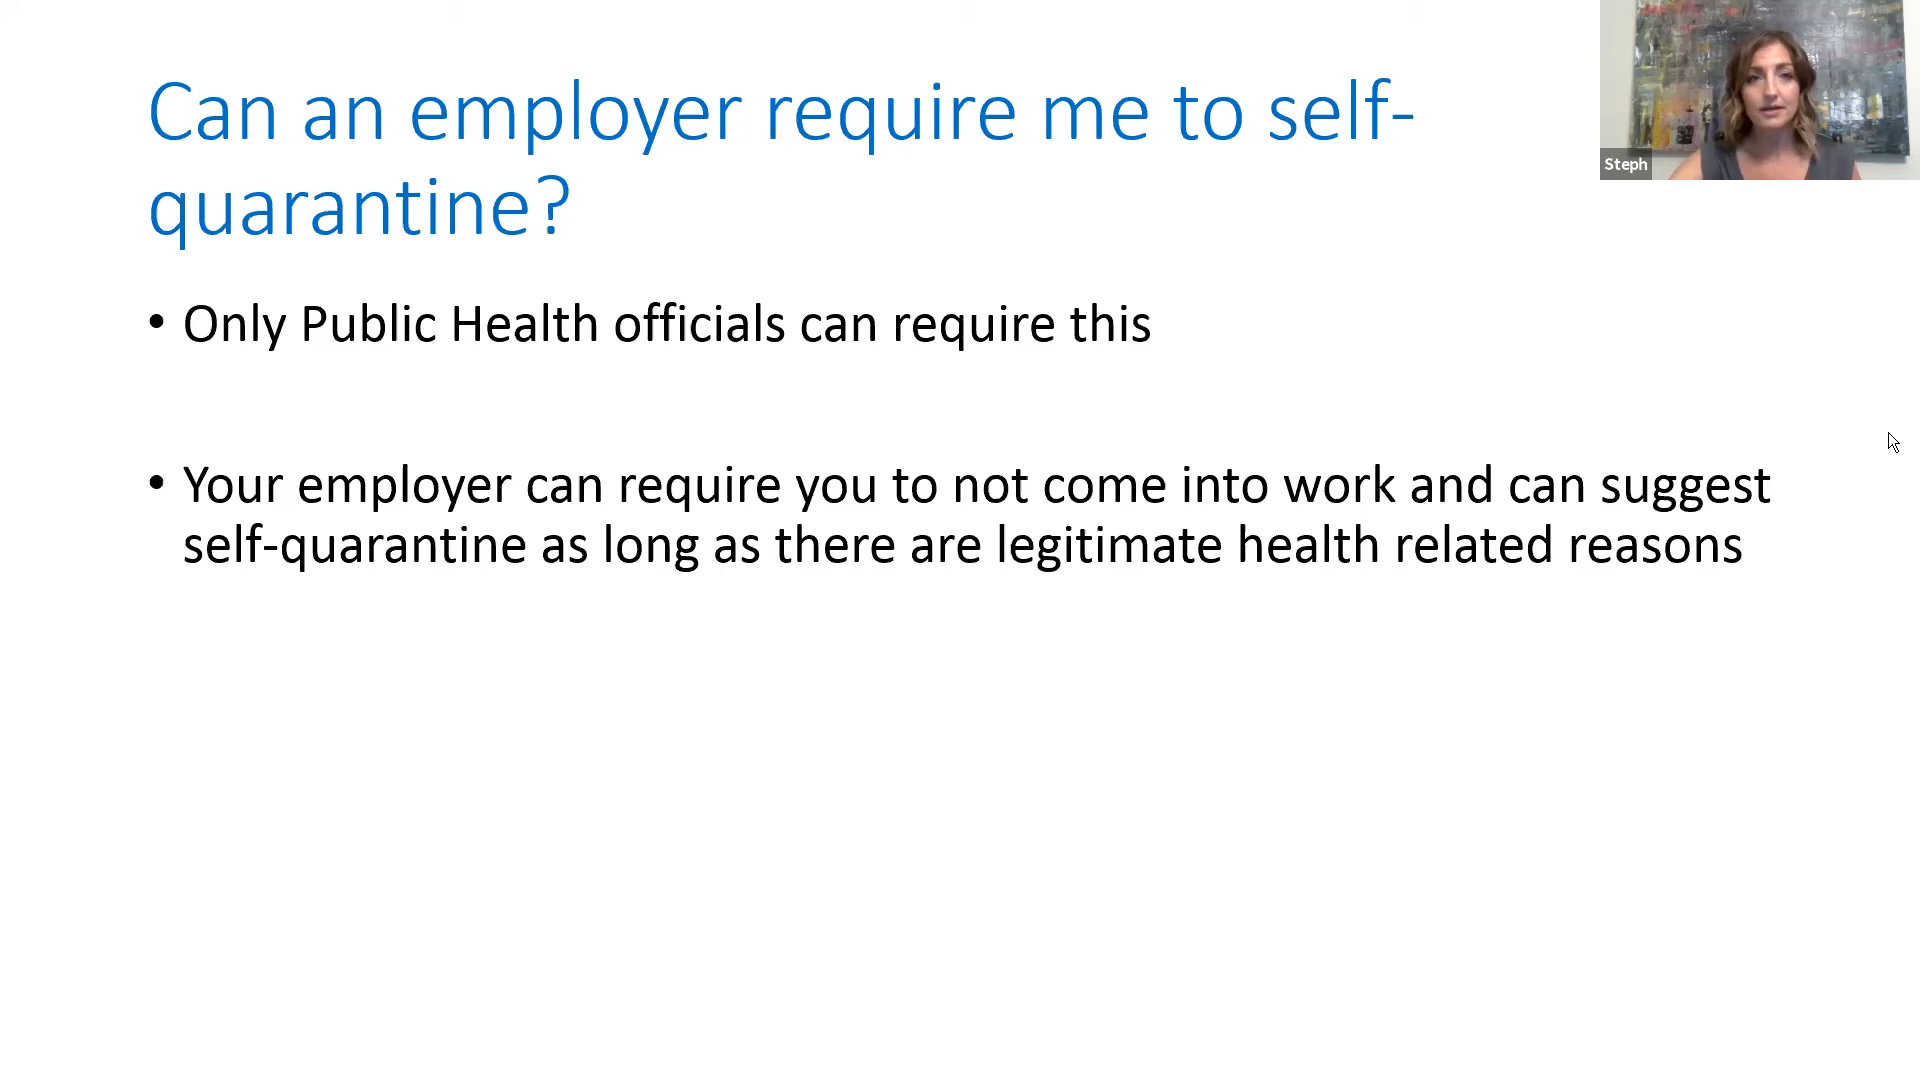 Can an employer require me to self-
quarantine?
Steph
• Only Public Health officials can require this
• Your employer can require you to not come into work and can suggest
self-quarantine as long as there are legitimate health related reasons